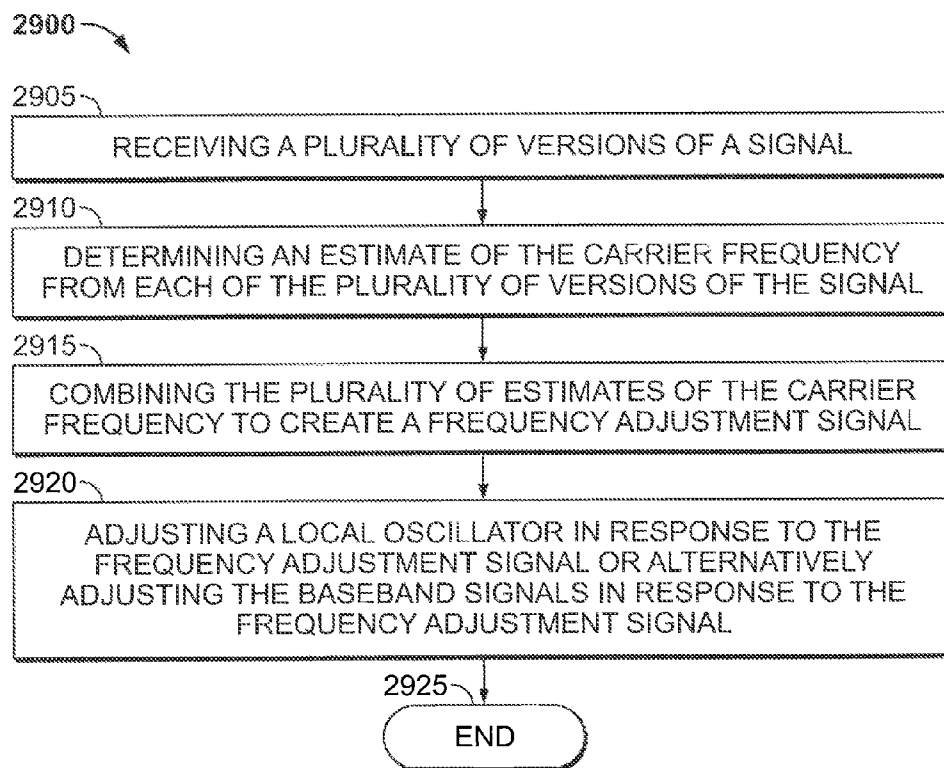 2900
2905
RECEIVING A PLURALITY OF VERSIONS OF A SIGNAL
2910
DETERMINING AN ESTIMATE OF THE CARRIER FREQUENCY
FROM EACH OF THE PLURALITY OF VERSIONS OF THE SIGNAL
2915
COMBINING THE PLURALITY OF ESTIMATES OF THE CARRIER
FREQUENCY TO CREATE A FREQUENCY ADJUSTMENT SIGNAL
2920
ADJUSTING A LOCAL OSCILLATOR IN RESPONSE TO THE
FREQUENCY ADJUSTMENT SIGNAL OR ALTERNATIVELY
ADJUSTING THE BASEBAND SIGNALS IN RESPONSE TO THE
FREQUENCY ADJUSTMENT SIGNAL
2925
END